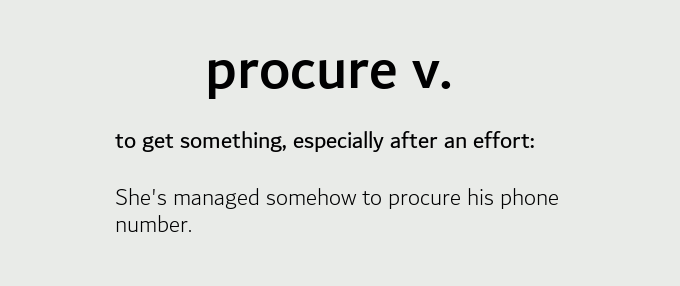 procure v.
to get something, especially after an effort:
She's managed somehow to procure his phone
number.